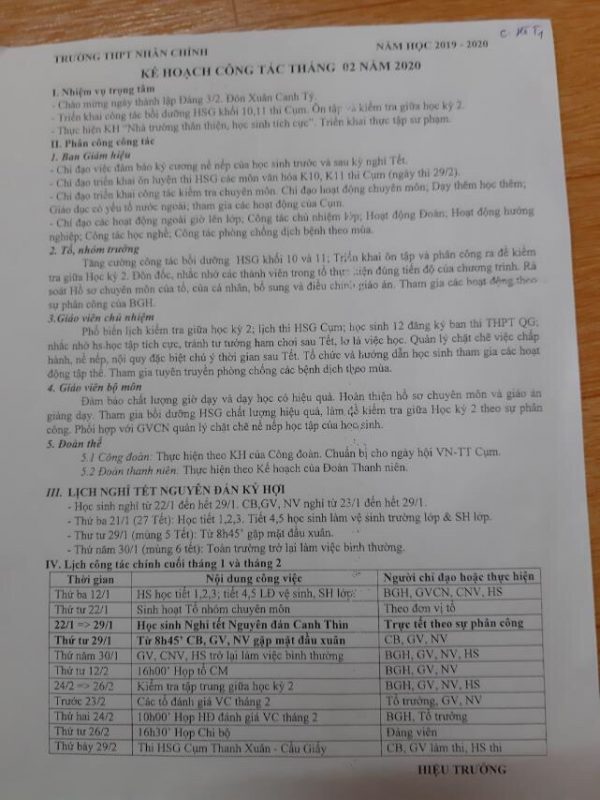 C. Hà Tr
TRƯỜNG THPT NHÂN CHÍNH
NĂM HỌC 2019 - 2020
KẾ HOẠCH CÔNG TÁC THÁNG 02 NĂM 2020
I. Nhiệm vụ trọng tâm
- Chào mừng ngày thành lập Đảng 3/2. Đón Xuân Canh Tý.
- Triển khai công tác bồi dưỡng HSG khối 10,11 thi Cụm. Ôn tập và kiểm tra giữa học kỳ 2.
- Thực hiện KH "Nhà trường thân thiện, học sinh tích cực". Triển khai thực tập sư phạm.
II. Phân công công tác
1. Ban Giám hiệu
- Chỉ đạo việc đảm bảo kỷ cương nề nếp của học sinh trước và sau kỳ nghỉ Tết.
- Chỉ đạo triển khai ôn luyện thi HSG các môn văn hóa K10, K11 thi Cụm (ngày thi 29/2).
- Chỉ đạo triển khai công tác kiểm tra chuyên môn. Chỉ đạo hoạt động chuyên môn; Dạy thêm học thêm;
Giáo dục có yếu tố nước ngoài; tham gia các hoạt động của Cụm.
- Chỉ đạo các hoạt động ngoài giờ lên lớp; Công tác chủ nhiệm lớp; Hoạt động Đoàn; Hoạt động hướng
nghiệp; Công tác học nghề; Công tác phòng chống dịch bệnh theo mùa.
2. Tổ, nhóm trưởng
Tăng cường công tác bồi dưỡng HSG khối 10 và 11; Triển khai ôn tập và phân công ra đề kiểm
tra giữa Học kỳ 2. Đôn đốc, nhắc nhở các thành viên trong tổ thực hiện đúng tiến độ của chương trình. Rà
soát Hồ sơ chuyên môn của tổ, của cá nhân, bổ sung và điều chỉnh giáo án. Tham gia các hoạt động theo
sự phân công của BGH.
3.Giáo viên chủ nhiệm
Phổ biến lịch kiểm tra giữa học kỳ 2; lịch thi HSG Cụm; học sinh 12 đăng ký ban thi THPT QG;
nhắc nhở hs học tập tích cực, tránh tư tưởng ham chơi sau Tết, lơ là việc học. Quản lý chặt chẽ việc chấp
hành, nề nếp, nội quy đặc biệt chú ý thời gian sau Tết. Tổ chức và hướng dẫn học sinh tham gia các hoạt
động tập thể. Tham gia tuyên truyền phòng chống các bệnh dịch theo mùa.
4. Giáo viên bộ môn
Đảm bảo chất lượng giờ dạy và dạy học có hiệu quả. Hoàn thiện hồ sơ chuyên môn và giáo án
giảng dạy. Tham gia bồi dưỡng HSG chất lượng hiệu quả, làm đề kiểm tra giữa Học kỳ 2 theo sự phân
công. Phối hợp với GVCN quản lý chặt chẽ nề nếp học tập của học sinh.
5. Đoàn thể
5.1 Công đoàn: Thực hiện theo KH của Công đoàn. Chuẩn bị cho ngày hội VN-TT Cụm.
5.2 Đoàn thanh niên: Thực hiện theo Kế hoạch của Đoàn Thanh niên.
III. LỊCH NGHỈ TẾT NGUYÊN ĐÁN KỶ HỢI
- Học sinh nghỉ từ 22/1 đến hết 29/1. CB,GV, NV nghỉ từ 23/1 đến hết 29/1.
- Thứ ba 21/1 (27 Tết): Học tiết 1,2,3. Tiết 4,5 học sinh làm vệ sinh trường lớp & SH lớp.
- Thứ tư 29/1 (mùng 5 Tết): Từ 8h45' gặp mặt đầu xuân.
- Thứ năm 30/1 (mùng 6 tết): Toàn trường trở lại làm việc bình thường.
IV. Lịch công tác chính cuối tháng 1 và tháng 2
Thời gian Nội dung công việc Người chỉ đạo hoặc thực hiện
Thứ ba 12/1 HS học tiết 1,2,3; tiết 4,5 LĐ vệ sinh, SH lớp BGH, GVCN, CNV, HS
Thứ tư 22/1 Sinh hoạt Tổ nhóm chuyên môn Theo đơn vị tổ
22/1 => 29/1 Học sinh Nghỉ tết Nguyên đán Canh Thìn Trực tết theo sự phân công
Thứ tư 29/1 Từ 8h45' CB, GV, NV gặp mặt đầu xuân CB, GV, NV
Thứ năm 30/1 GV, CNV, HS trở lại làm việc bình thường BGH, GV, NV, HS
Thứ tư 12/2 16h00' Họp tổ CM BGH, GV, NV
24/2 => 26/2 Kiểm tra tập trung giữa học kỳ 2 BGH, GV, NV, HS
Trước 23/2 Các tổ đánh giá VC tháng 2 Tổ trưởng, GV, NV
Thứ hai 24/2 10h00' Họp HĐ đánh giá VC tháng 2 BGH, Tổ trưởng
Thứ tư 26/2 16h30' Họp Chi bộ Đảng viên
Thứ bảy 29/2 Thi HSG Cụm Thanh Xuân - Cầu Giấy CB, GV làm thi, HS thi
HIỆU TRƯỞNG